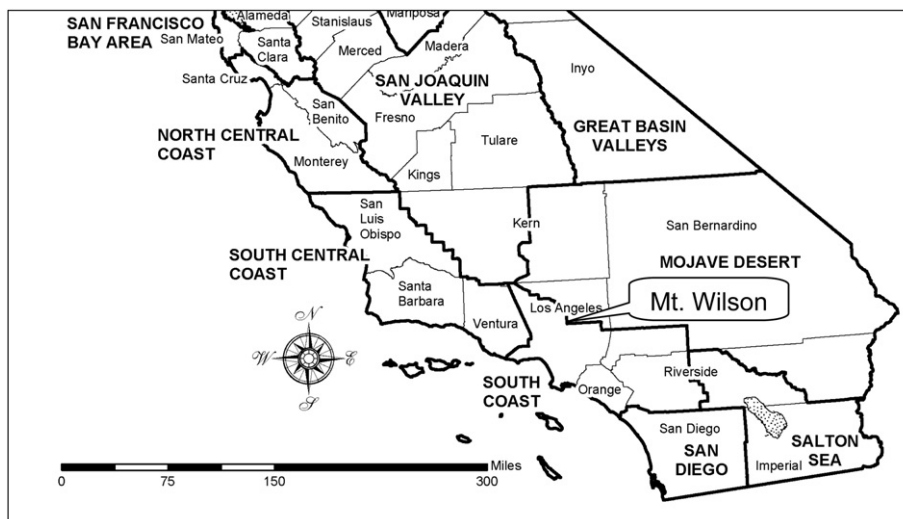 Mariposa
Alameda
Stanislaus
SAN FRANCISCO
BAY AREA
San Mateo
Santa
Clara
Merced
Madera
Inyo
Santa Cruz
SAN JOAQUIN
VALLEY
San
Benito
Fresno
NORTH CENTRAL
COAST
GREAT BASIN
VALLEYS
Tulare
Monterey
Kings
San
Luis
Obispo
Kern
San Bernardino
SOUTH CENTRAL
COAST
MOJAVE DESERT
Santa
Barbara
Los Angeles
Mt. Wilson
Ventura
N
W
E
S
SOUTH
COAST
Orange
Riverside
San Diego
SAN
DIEGO
SALTON
SEA
Imperial
Miles
0
75
150
300